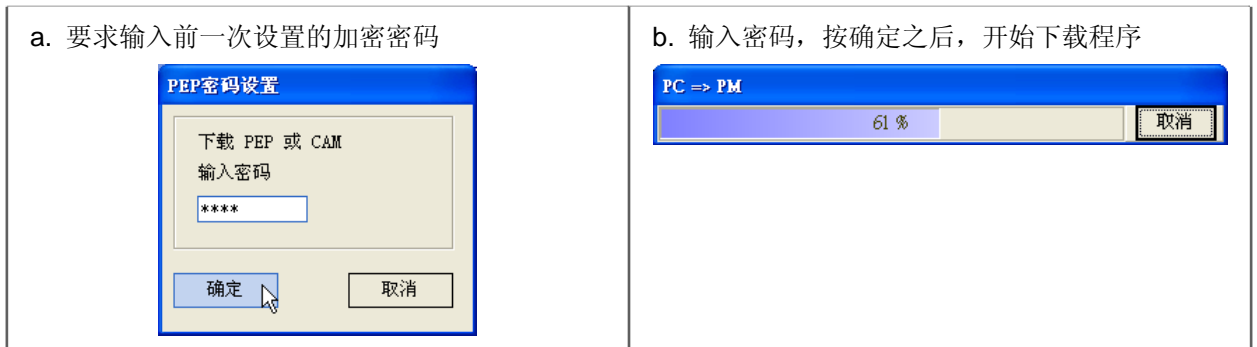 a. 要求输入前一次设置的加密密码
PEP密码设置
下载 PEP 或 CAM
输入密码
****
确定
取消
b. 输入密码，按确定之后，开始下载程序
PC => PM
61 %
取消